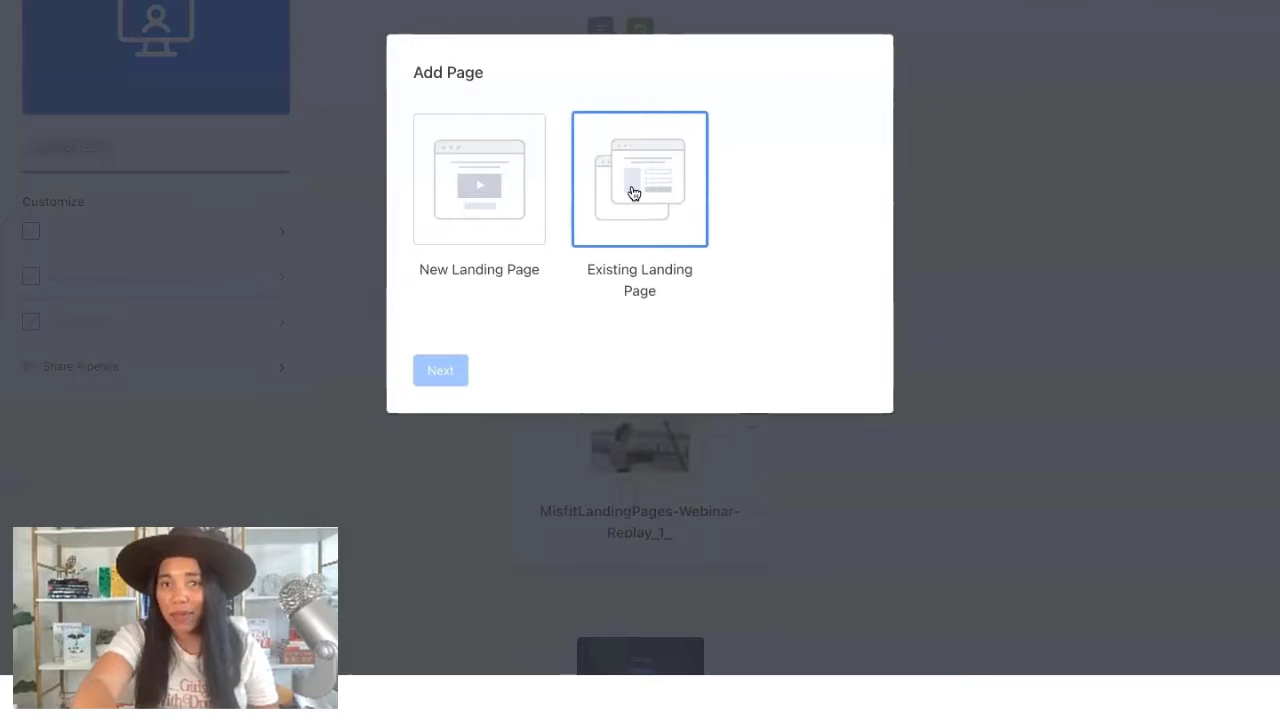 Add Page
New Landing Page
Existing Landing
Page
Next
Customize
Share Pipeline
MisfitLandingPages-Webinar-
Replay_1_